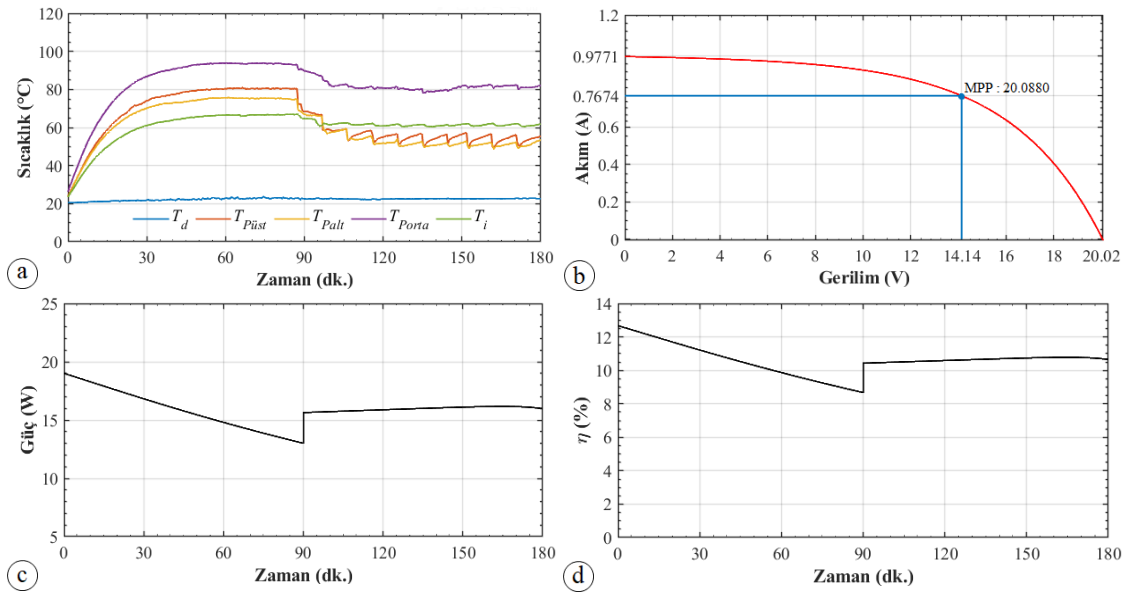 120
100
80
60
40
20
0
Sıcaklık (°C)
T_d T_Püst T_Palt T_Porta T_i
0 30 60 90 120 150 180
Zaman (dk.)
a
1.2
0.9771
0.7674
0.6
0.4
0.2
0
Akım (A)
MPP : 20.0880
0 2 4 6 8 10 12 14.14 16 18 20.02
Gerilim (V)
b
25
20
15
10
5
Güç (W)
0 30 60 90 120 150 180
Zaman (dk.)
c
14
12
10
8
6
4
2
0
η (%)
0 30 60 90 120 150 180
Zaman (dk.)
d